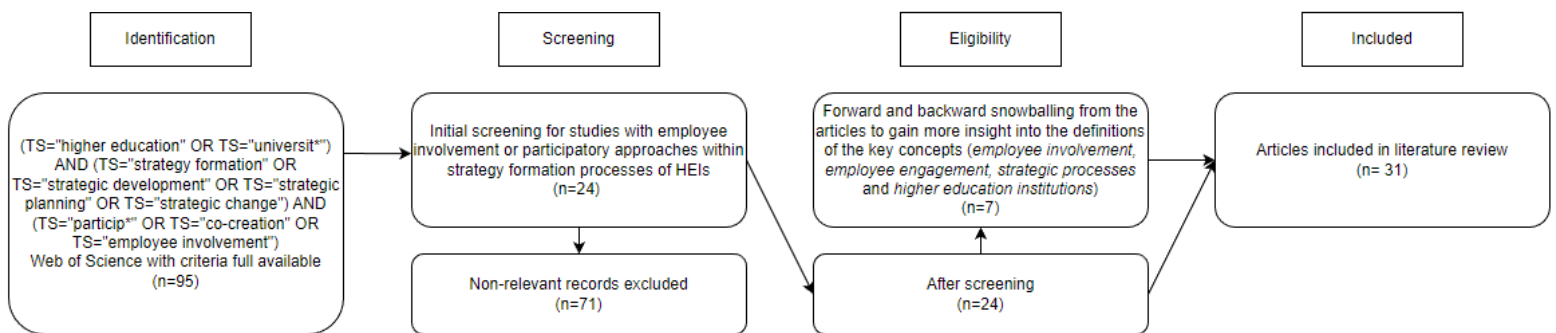 Identification
Screening
Eligibility
Included
(TS="higher education" OR TS="universit*")
AND (TS="strategy formation" OR
TS="strategic development" OR TS="strategic
planning" OR TS="strategic change") AND
(TS="particip*" OR TS="co-creation" OR
TS="employee involvement")
Web of Science with criteria full available
(n=95)
Initial screening for studies with employee
involvement or participatory approaches within
strategy formation processes of HEIs
(n=24)
Non-relevant records excluded
(n=71)
Forward and backward snowballing from the
articles to gain more insight into the definitions
of the key concepts (employee involvement,
employee engagement, strategic processes
and higher education institutions)
(n=7)
After screening
(n=24)
Articles included in literature review
(n= 31)